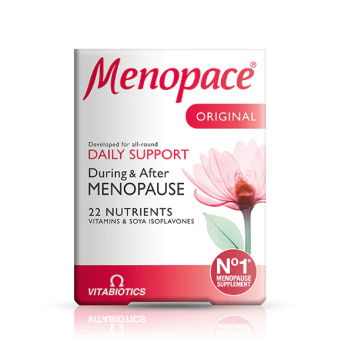 Menopace®
ORIGINAL
Developed for all-round
DAILY SUPPORT
During & After
MENOPAUSE
22 NUTRIENTS
VITAMINS & SOYA ISOFLAVONES
Nº1*
MENOPAUSE
SUPPLEMENT
VITABIOTICS